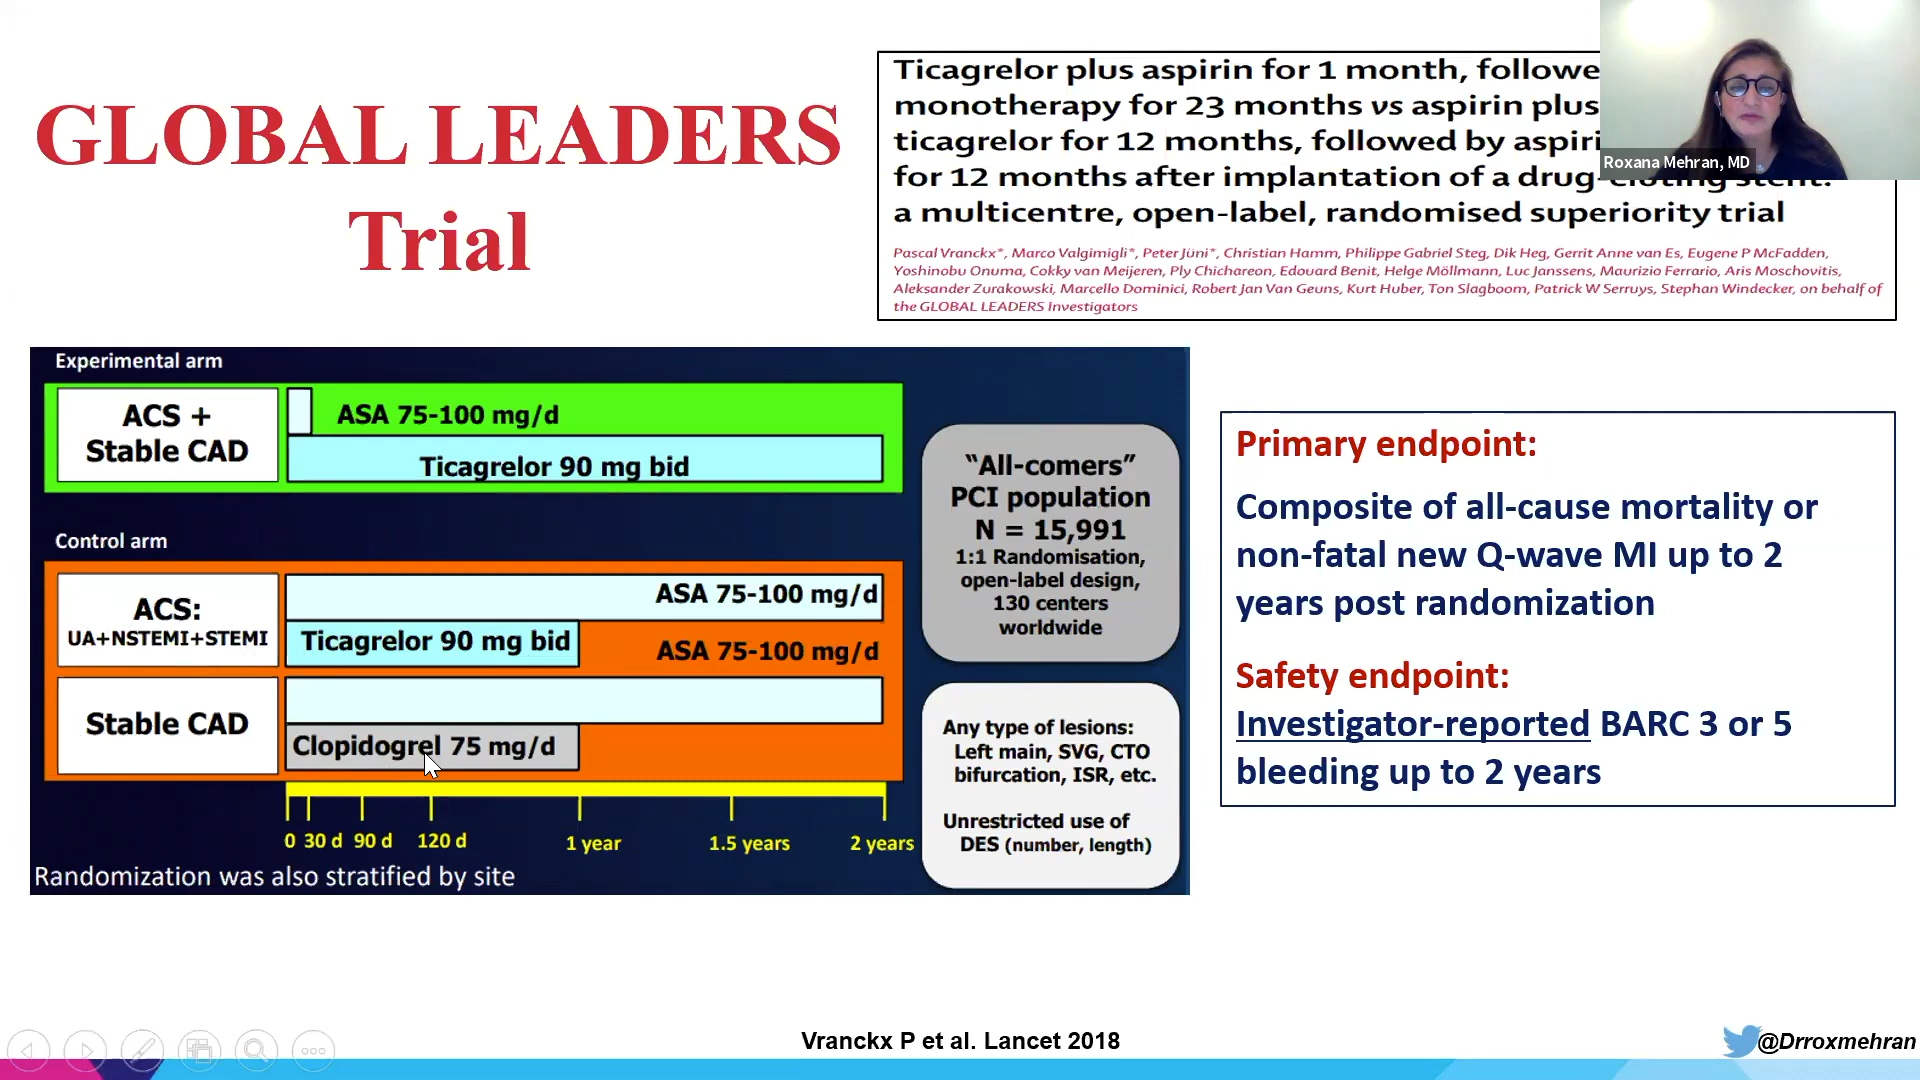 GLOBAL LEADERS
Trial
Ticagrelor plus aspirin for 1 month, followe
monotherapy for 23 months vs aspirin plus
ticagrelor for 12 months, followed by aspiri
for 12 months after implantation of a drug-eluting stent:
a multicentre, open-label, randomised superiority trial
Pascal Vranckx*, Marco Valgimigli*, Peter Jüni*, Christian Hamm, Philippe Gabriel Steg, Dik Heg, Gerrit Anne van Es, Eugene P McFadden,
Yoshinobu Onuma, Cokky van Meijeren, Ply Chichareon, Edouard Benit, Helge Möllmann, Luc Janssens, Maurizio Ferrario, Aris Moschovitis,
Aleksander Zurakowski, Marcello Dominici, Robert Jan Van Geuns, Kurt Huber, Ton Slagboom, Patrick W Serruys, Stephan Windecker, on behalf of
the GLOBAL LEADERS Investigators
Roxana Mehran, MD
Experimental arm
ACS +
Stable CAD
ASA 75-100 mg/d
Ticagrelor 90 mg bid
Control arm
ACS:
UA+NSTEMI+STEMI
ASA 75-100 mg/d
Ticagrelor 90 mg bid
ASA 75-100 mg/d
Stable CAD
Clopidogrel 75 mg/d
0 30 d 90 d 120 d 1 year 1.5 years 2 years
Randomization was also stratified by site
“All-comers”
PCI population
N = 15,991
1:1 Randomisation,
open-label design,
130 centers
worldwide
Any type of lesions:
Left main, SVG, CTO
bifurcation, ISR, etc.
Unrestricted use of
DES (number, length)
Primary endpoint:
Composite of all-cause mortality or
non-fatal new Q-wave MI up to 2
years post randomization
Safety endpoint:
Investigator-reported BARC 3 or 5
bleeding up to 2 years
Vranckx P et al. Lancet 2018
@Drroxmehran